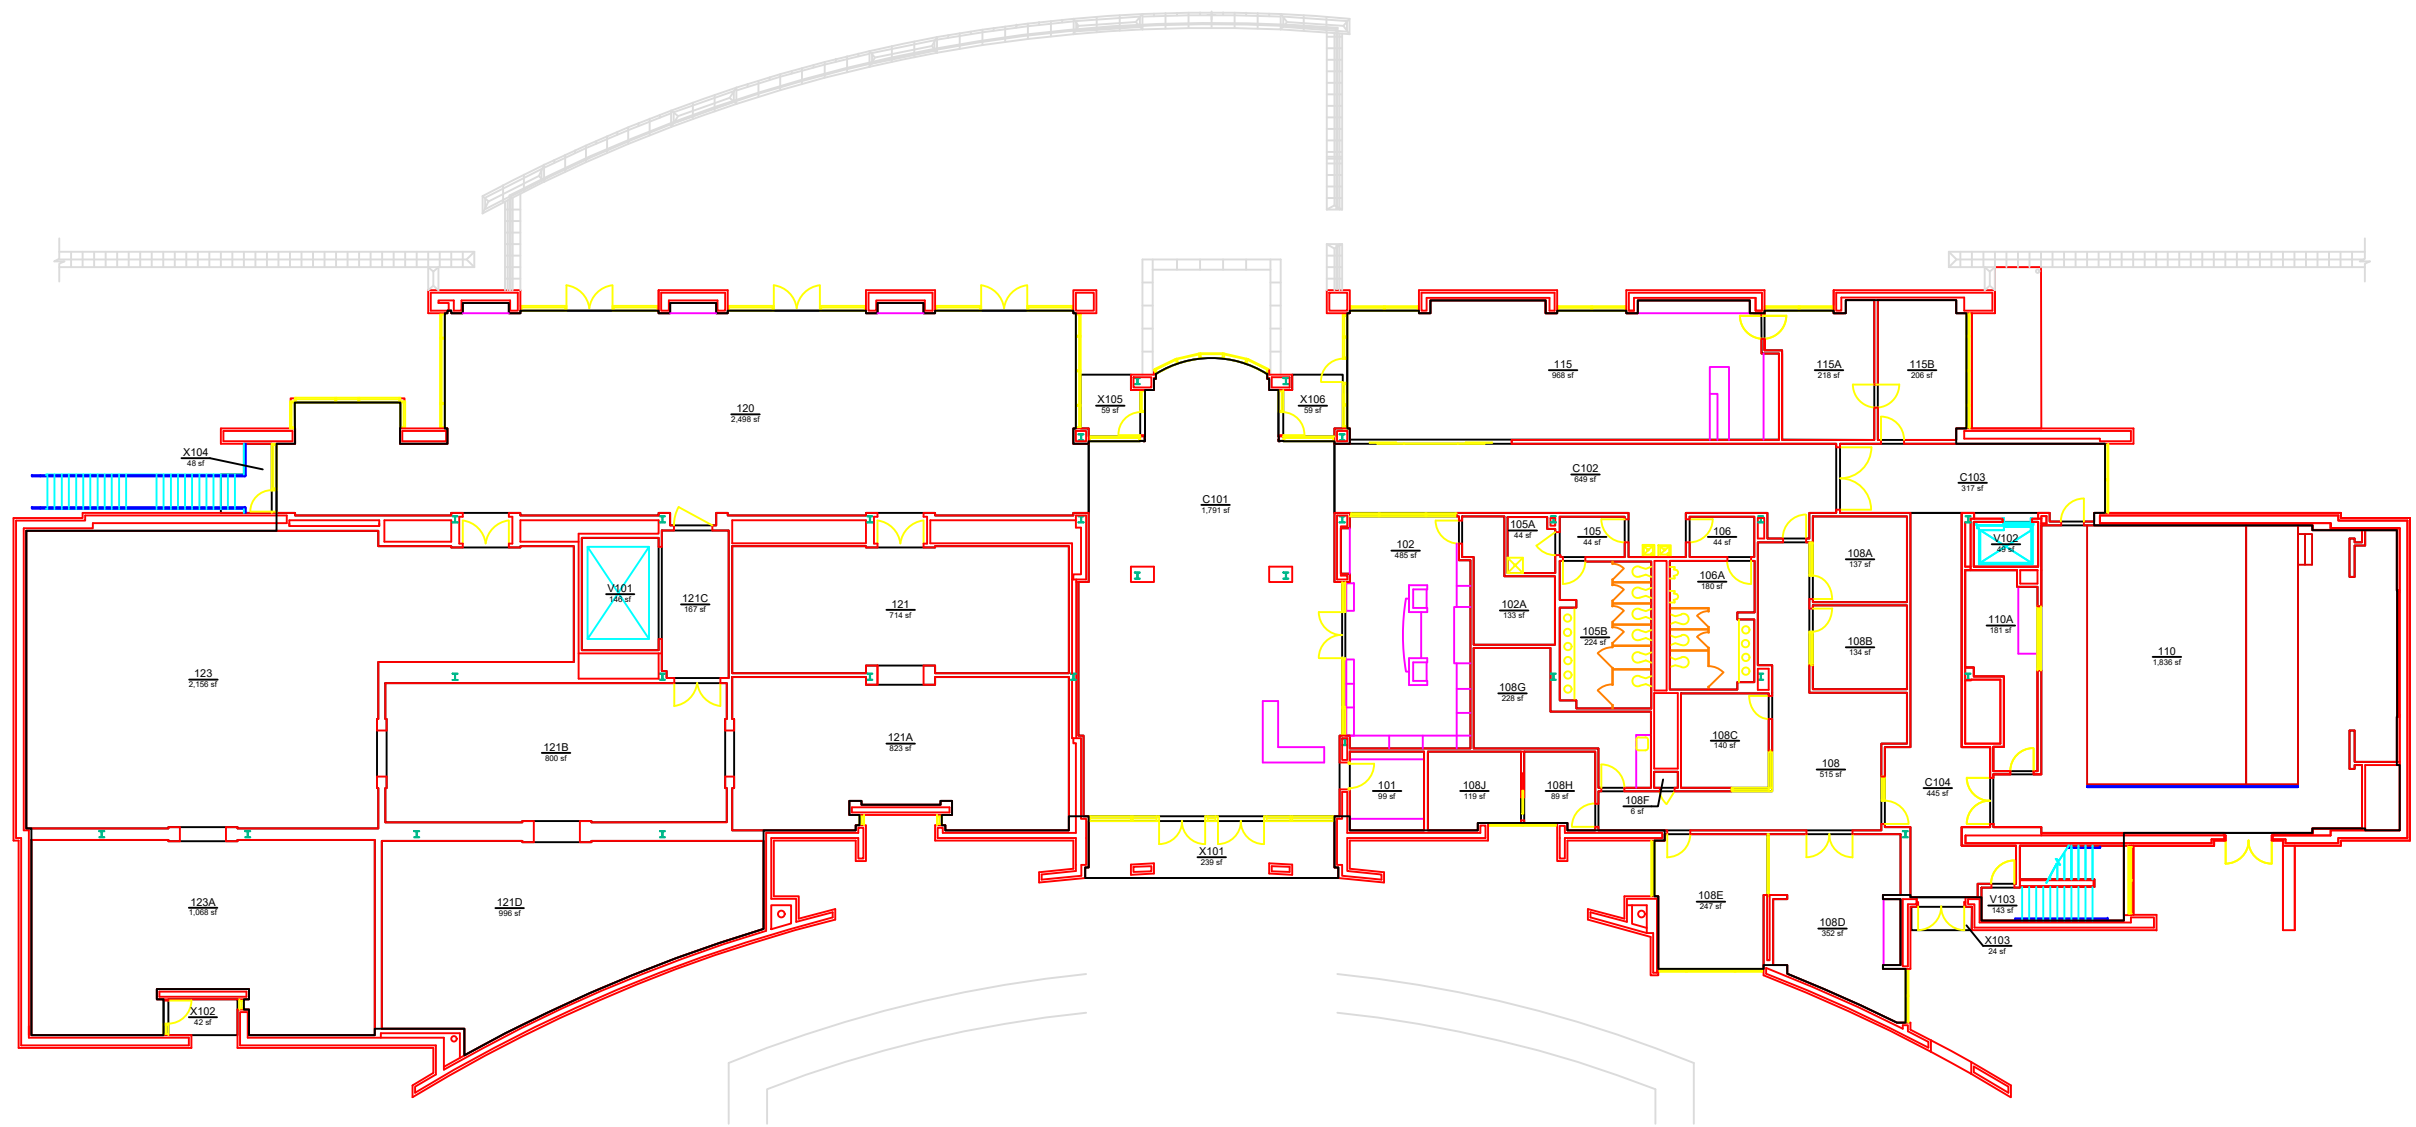 115
968 sf
115A
218 sf
115B
206 sf
X105
59 sf
X106
59 sf
120
2,498 sf
X104
48 sf
C102
649 sf
C103
317 sf
C101
1,791 sf
105A
44 sf
105
44 sf
106
44 sf
102
485 sf
V102
49 sf
108A
137 sf
V101
146 sf
121C
167 sf
121
714 sf
102A
133 sf
106A
180 sf
105B
224 sf
108B
134 sf
110A
181 sf
110
1,836 sf
123
2,156 sf
108G
228 sf
121B
800 sf
121A
823 sf
108C
140 sf
108
515 sf
101
99 sf
108J
119 sf
108H
89 sf
108F
6 sf
C104
445 sf
X101
239 sf
123A
1,068 sf
121D
996 sf
108E
247 sf
108D
352 sf
V103
143 sf
X103
24 sf
X102
42 sf